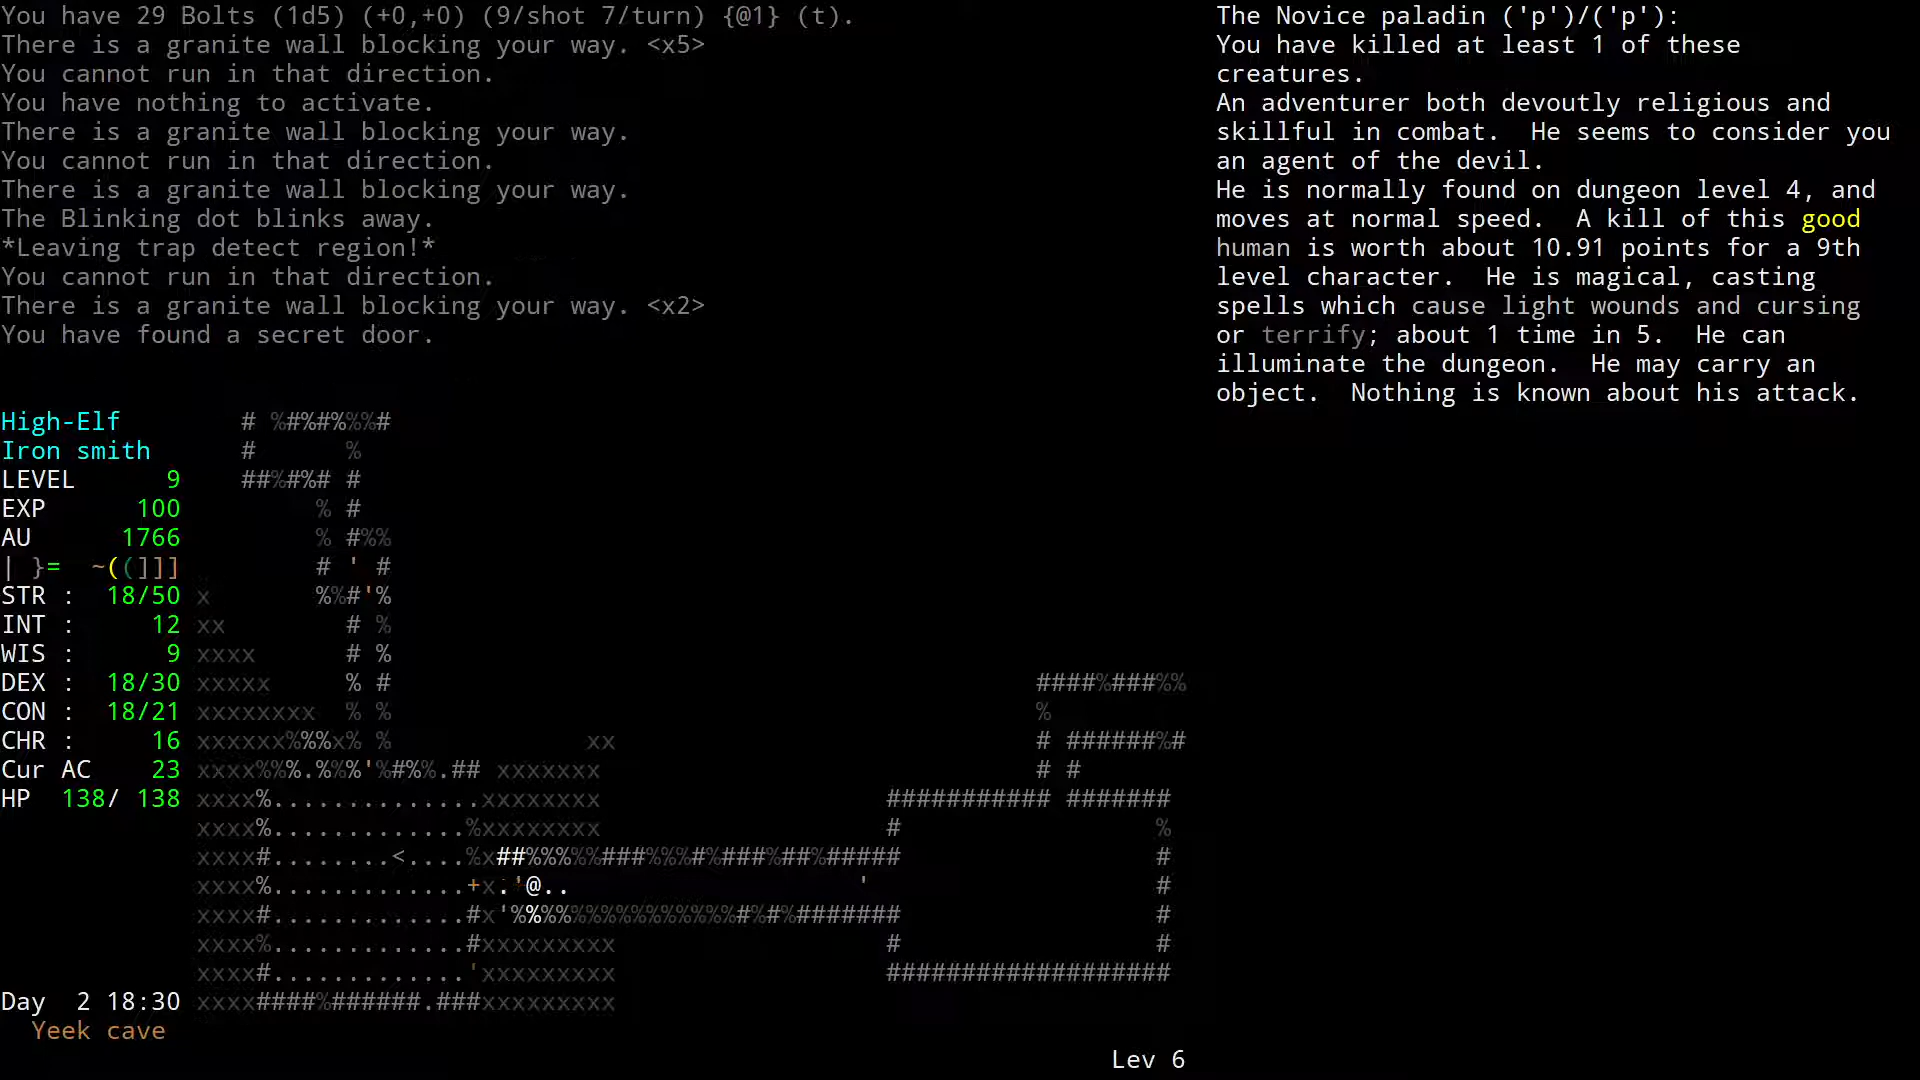 You have 29 Bolts (1d5) (+0,+0) (9/shot 7/turn) {@1} (t).
There is a granite wall blocking your way. <x5>
You cannot run in that direction.
You have nothing to activate.
There is a granite wall blocking your way.
You cannot run in that direction.
There is a granite wall blocking your way.
The Blinking dot blinks away.
*Leaving trap detect region!*
You cannot run in that direction.
There is a granite wall blocking your way. <x2>
You have found a secret door.
The Novice paladin ('p')/('p'):
You have killed at least 1 of these
creatures.
An adventurer both devoutly religious and
skillful in combat.  He seems to consider you
an agent of the devil.
He is normally found on dungeon level 4, and
moves at normal speed.  A kill of this good
human is worth about 10.91 points for a 9th
level character.  He is magical, casting
spells which cause light wounds and cursing
or terrify; about 1 time in 5.  He can
illuminate the dungeon.  He may carry an
object.  Nothing is known about his attack.
High-Elf
Iron smith
LEVEL 9
EXP 100
AU 1766
| }= ~((]]]
STR : 18/50
INT : 12
WIS : 9
DEX : 18/30
CON : 18/21
CHR : 16
Cur AC 23
HP 138/ 138
Day 2 18:30
Yeek cave
Lev 6